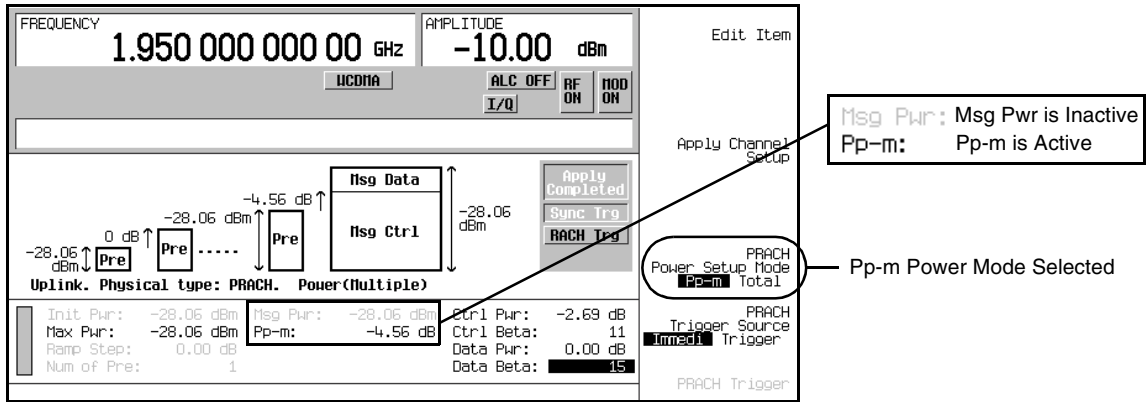 FREQUENCY
1.950 000 000 00 GHz
AMPLITUDE
-10.00 dBm
WCDMA
ALC OFF
I/Q
RF ON
MOD ON
Edit Item
Apply Channel
Setup
Msg Pwr: Msg Pwr is Inactive
Pp-m: Pp-m is Active
Msg Data
Msg Ctrl
-4.56 dB
-28.06 dBm
0 dB
-28.06
dBm
Pre
Pre
.....
Pre
-28.06
dBm
Apply
Completed
Sync Trg
RACH Trg
Uplink. Physical type: PRACH. Power(Multiple)
PRACH
Power Setup Mode
Pp-m Total
Pp-m Power Mode Selected
Init Pwr: -28.06 dBm Msg Pwr: -28.06 dBm Ctrl Pwr: -2.69 dB
Max Pwr: -28.06 dBm Pp-m: -4.56 dB Ctrl Beta: 11
Ramp Step: 0.00 dB Data Pwr: 0.00 dB
Num of Pre: 1 Data Beta: 15
PRACH
Trigger Source
Immedi Trigger
PRACH Trigger